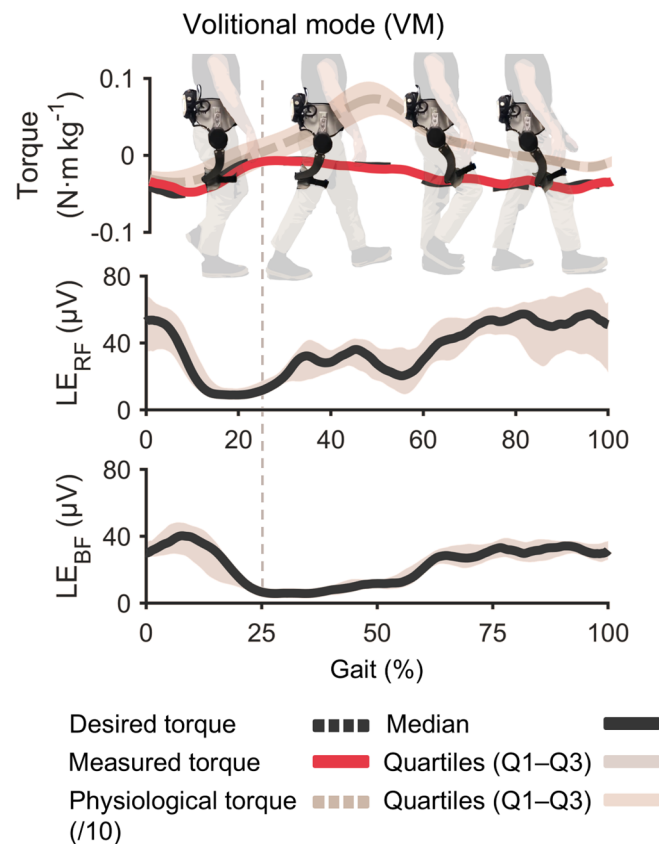 Volitional mode (VM)
Torque
(N·m kg⁻¹)
0.1
0
-0.1
LE_RF (µV)
80
40
0
0 20 40 60 80 100
LE_BF (µV)
80
40
0
0 25 50 75 100
Gait (%)
Desired torque Median
Measured torque Quartiles (Q1–Q3)
Physiological torque Quartiles (Q1–Q3)
(/10)